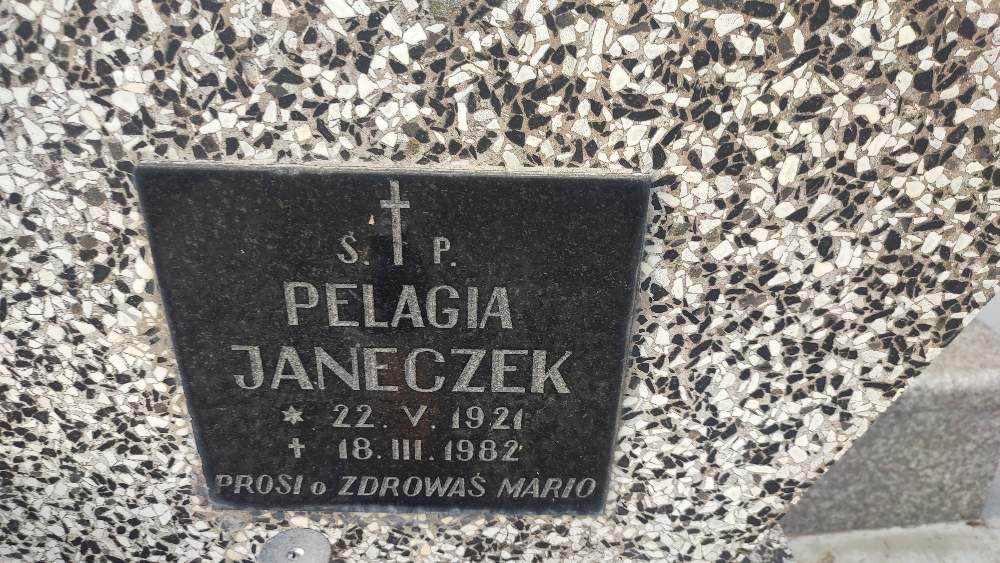 Ś. P.
PELAGIA
JANECZEK
* 22. V. 1921
† 18. III. 1982
PROSI o ZDROWAŚ MARIO